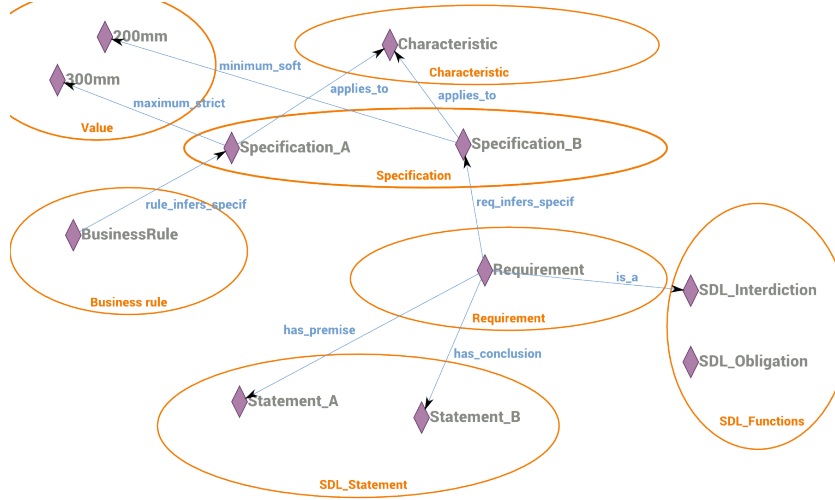 200mm
Characteristic
minimum_soft
Characteristic
300mm
applies_to
applies_to
maximum_strict
Value
Specification_A
Specification_B
Specification
rule_infers_specif
req_infers_specif
BusinessRule
Requirement
is_a
SDL_Interdiction
Business rule
Requirement
has_premise
has_conclusion
SDL_Obligation
Statement_A
Statement_B
SDL_Functions
SDL_Statement